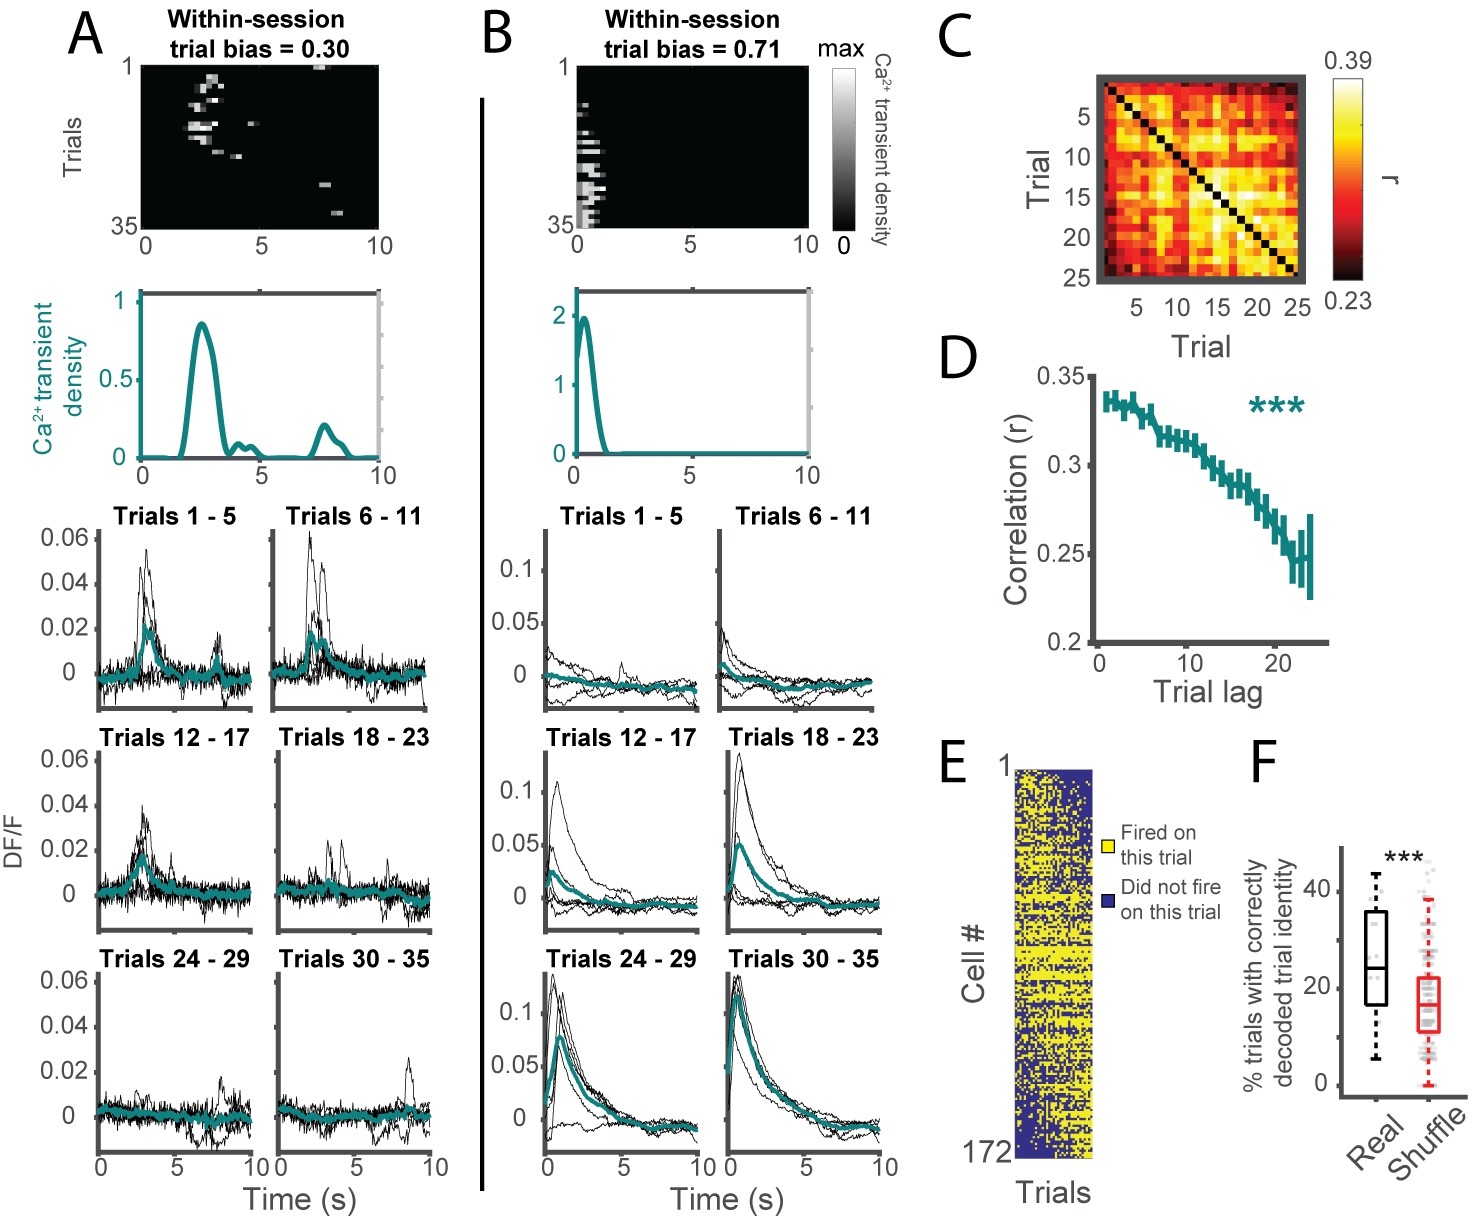 A
Within-session
trial bias = 0.30
1
Trials
35
0
5
10
1
0.5
0
Ca2+ transient
density
0
5
10
Trials 1 - 5
Trials 6 - 11
0.06
0.04
0.02
0
Trials 12 - 17
Trials 18 - 23
0.06
0.04
0.02
0
DF/F
Trials 24 - 29
Trials 30 - 35
0.06
0.04
0.02
0
0
5
10
0
5
10
Time (s)
B
Within-session
trial bias = 0.71
1
35
0
5
10
max
0
Ca2+ transient density
2
1
0
0
10
Trials 1 - 5
Trials 6 - 11
0.1
0.05
0
Trials 12 - 17
Trials 18 - 23
0.1
0.05
0
Trials 24 - 29
Trials 30 - 35
0.1
0.05
0
0
5
10
0
5
10
Time (s)
C
5
10
15
20
25
Trial
5
10
15
20
25
Trial
0.39
r
0.23
D
0.35
0.3
0.25
0.2
Correlation (r)
***
0
10
20
Trial lag
E
1
172
Cell #
Trials
Fired on
this trial
Did not fire
on this trial
F
% trials with correctly
decoded trial identity
40
20
0
***
Real
Shuffle